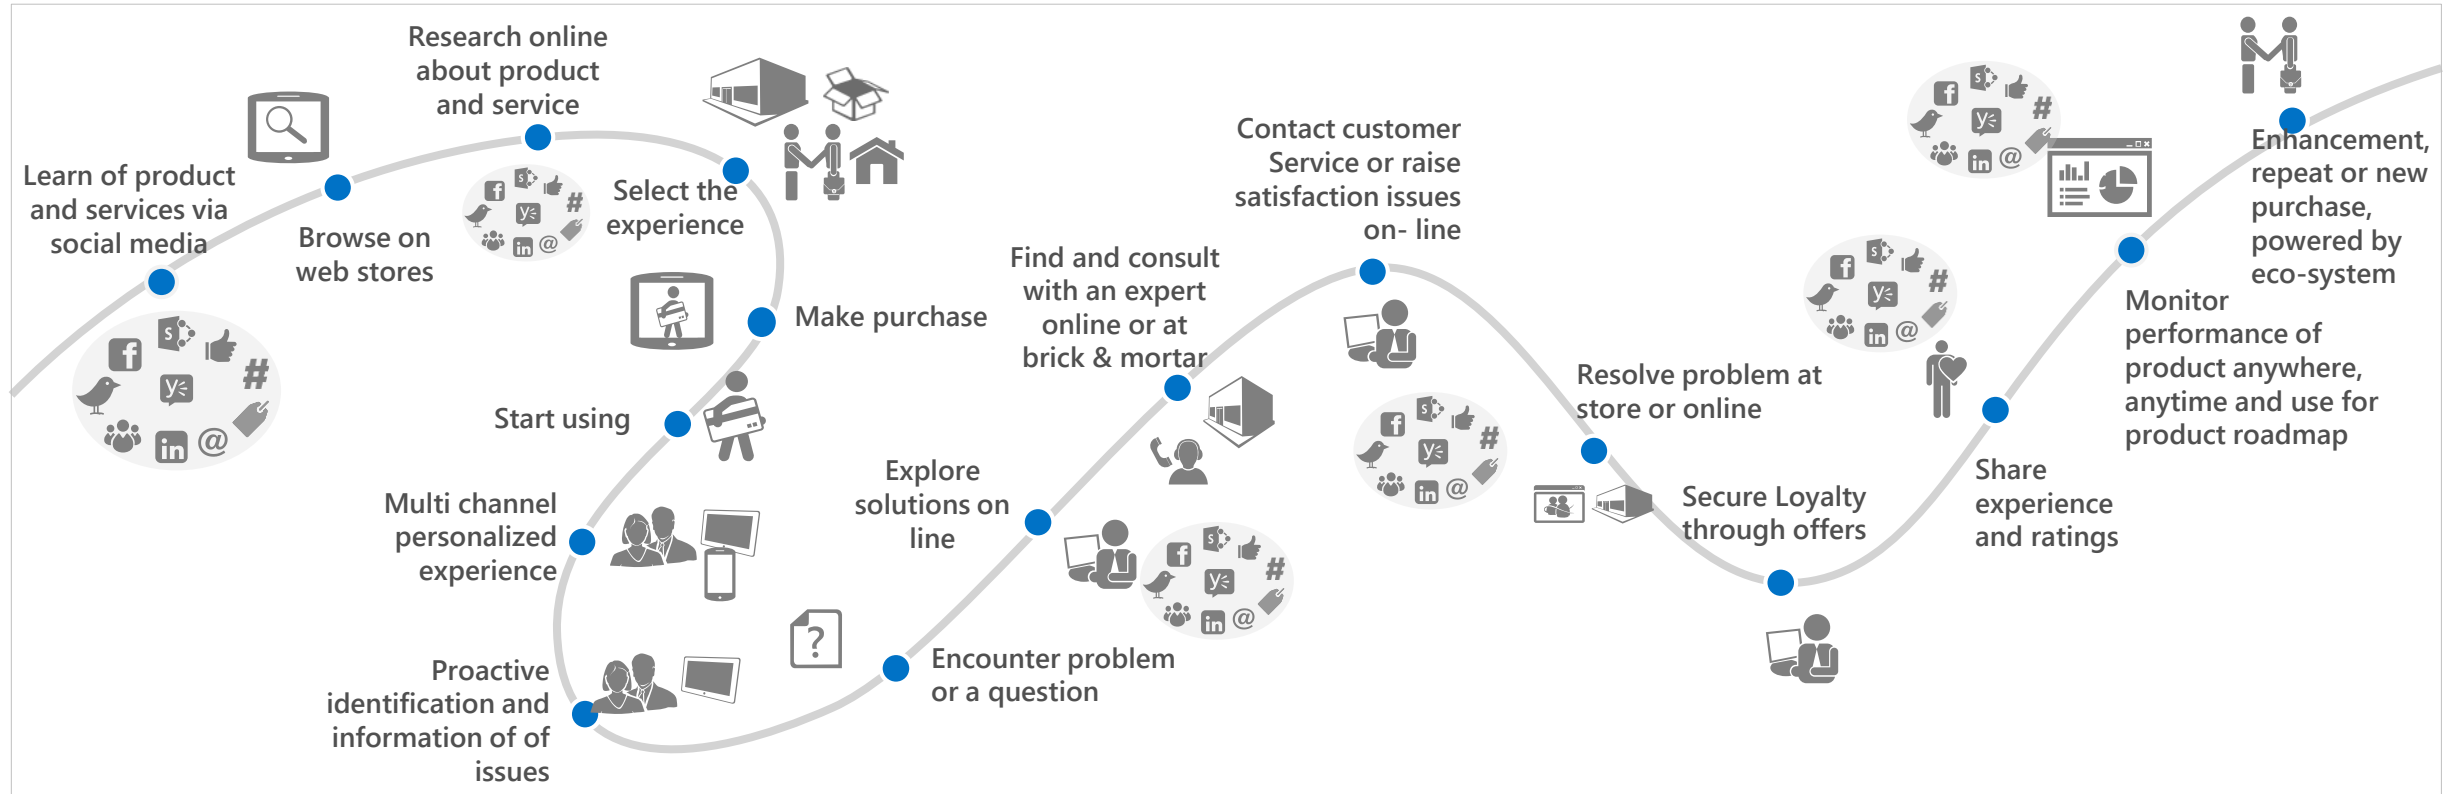 Learn of product
and services via
social media
Browse on
web stores
Research online
about product
and service
Select the
experience
Make purchase
Start using
Multi channel
personalized
experience
Proactive
identification and
information of of
issues
Encounter problem
or a question
Explore
solutions on
line
Find and consult
with an expert
online or at
brick & mortar
Contact customer
Service or raise
satisfaction issues
on- line
Resolve problem at
store or online
Secure Loyalty
through offers
Share
experience
and ratings
Monitor
performance of
product anywhere,
anytime and use for
product roadmap
Enhancement,
repeat or new
purchase,
powered by
eco-system